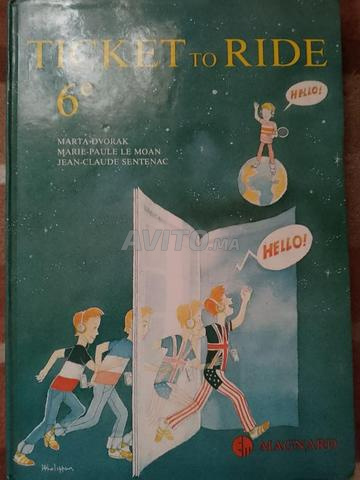 TICKET TO RIDE
6e
HELLO!
MARTA DVORAK
MARIE-PAULE LE MOAN
JEAN-CLAUDE SENTENAC
AVITO.MA
HELLO!
MAGNARD